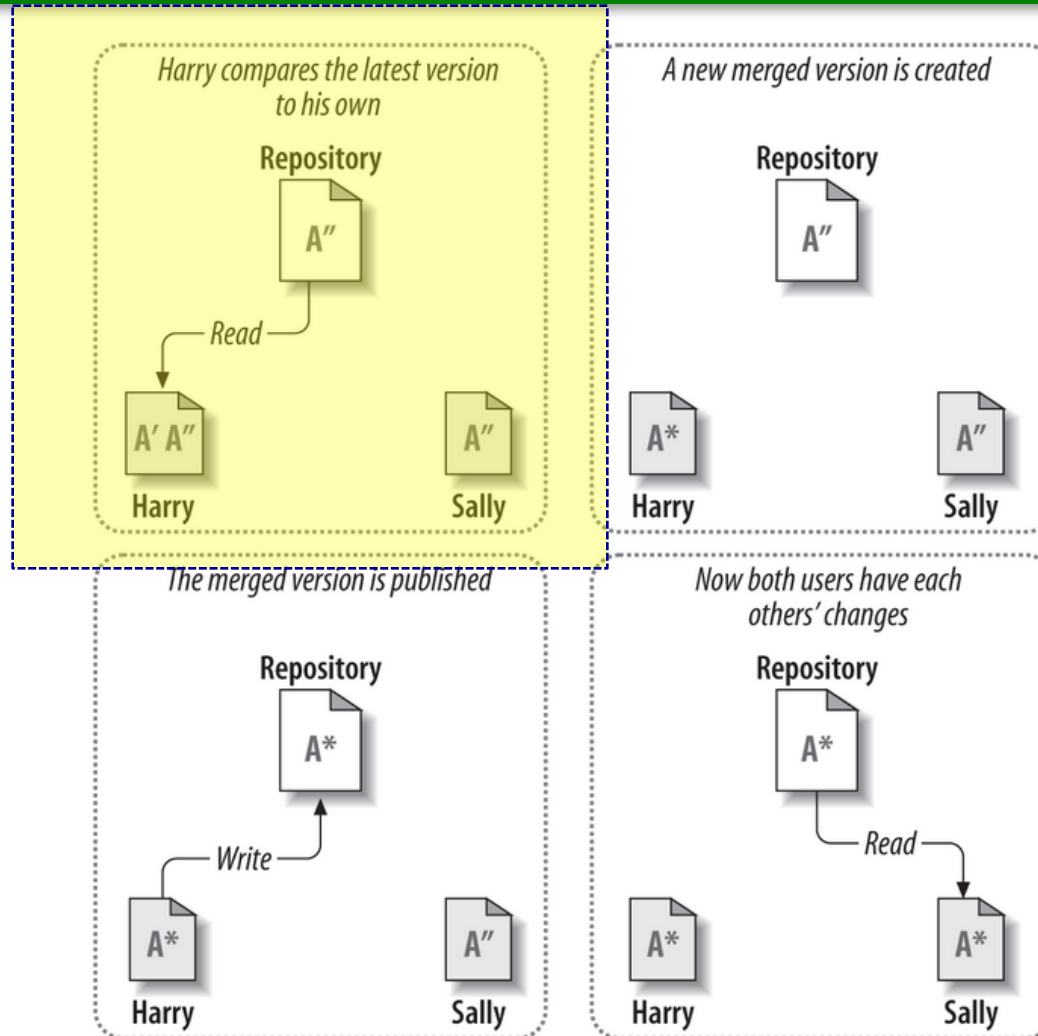 Harry compares the latest version
to his own
Repository
A″
Read
A′ A″
A″
Harry
Sally
A new merged version is created
Repository
A″
A*
A″
Harry
Sally
The merged version is published
Repository
A*
Write
A*
A″
Harry
Sally
Now both users have each
others’ changes
Repository
A*
Read
A*
A*
Harry
Sally